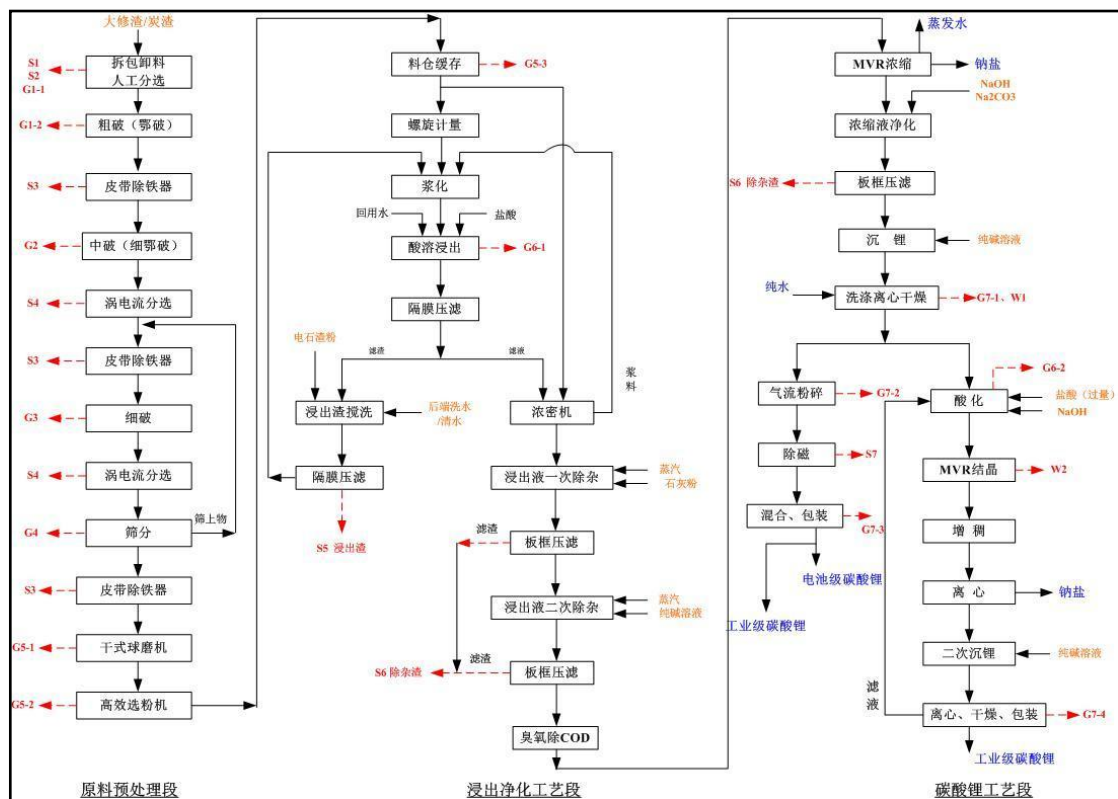 大修渣/炭渣
S1
S2
G1-1
拆包卸料
人工分选
G1-2
粗破（鄂破）
S3
皮带除铁器
G2
中破（细鄂破）
S4
涡电流分选
S3
皮带除铁器
G3
细破
S4
涡电流分选
G4
筛分
筛上物
S3
皮带除铁器
G5-1
干式球磨机
G5-2
高效选粉机
原料预处理段
料仓缓存
G5-3
螺旋计量
浆化
回用水
盐酸
酸溶浸出
G6-1
隔膜压滤
电石渣粉
滤渣
滤液
浆料
浸出渣搅洗
后端洗水
/清水
浓密机
隔膜压滤
S5 浸出渣
浸出液一次除杂
蒸汽
石灰粉
滤渣
板框压滤
浸出液二次除杂
蒸汽
纯碱溶液
S6 除杂渣
滤渣
板框压滤
臭氧除COD
浸出净化工艺段
蒸发水
MVR浓缩
钠盐
NaOH
Na2CO3
浓缩液净化
S6 除杂渣
板框压滤
沉 锂
纯碱溶液
纯水
洗涤离心干燥
G7-1、W1
气流粉碎
G7-2
除磁
S7
混合、包装
G7-3
电池级碳酸锂
工业级碳酸锂
G6-2
酸化
盐酸（过量）
NaOH
MVR结晶
W2
增 稠
离 心
钠盐
二次沉锂
纯碱溶液
滤液
离心、干燥、包装
G7-4
工业级碳酸锂
碳酸锂工艺段